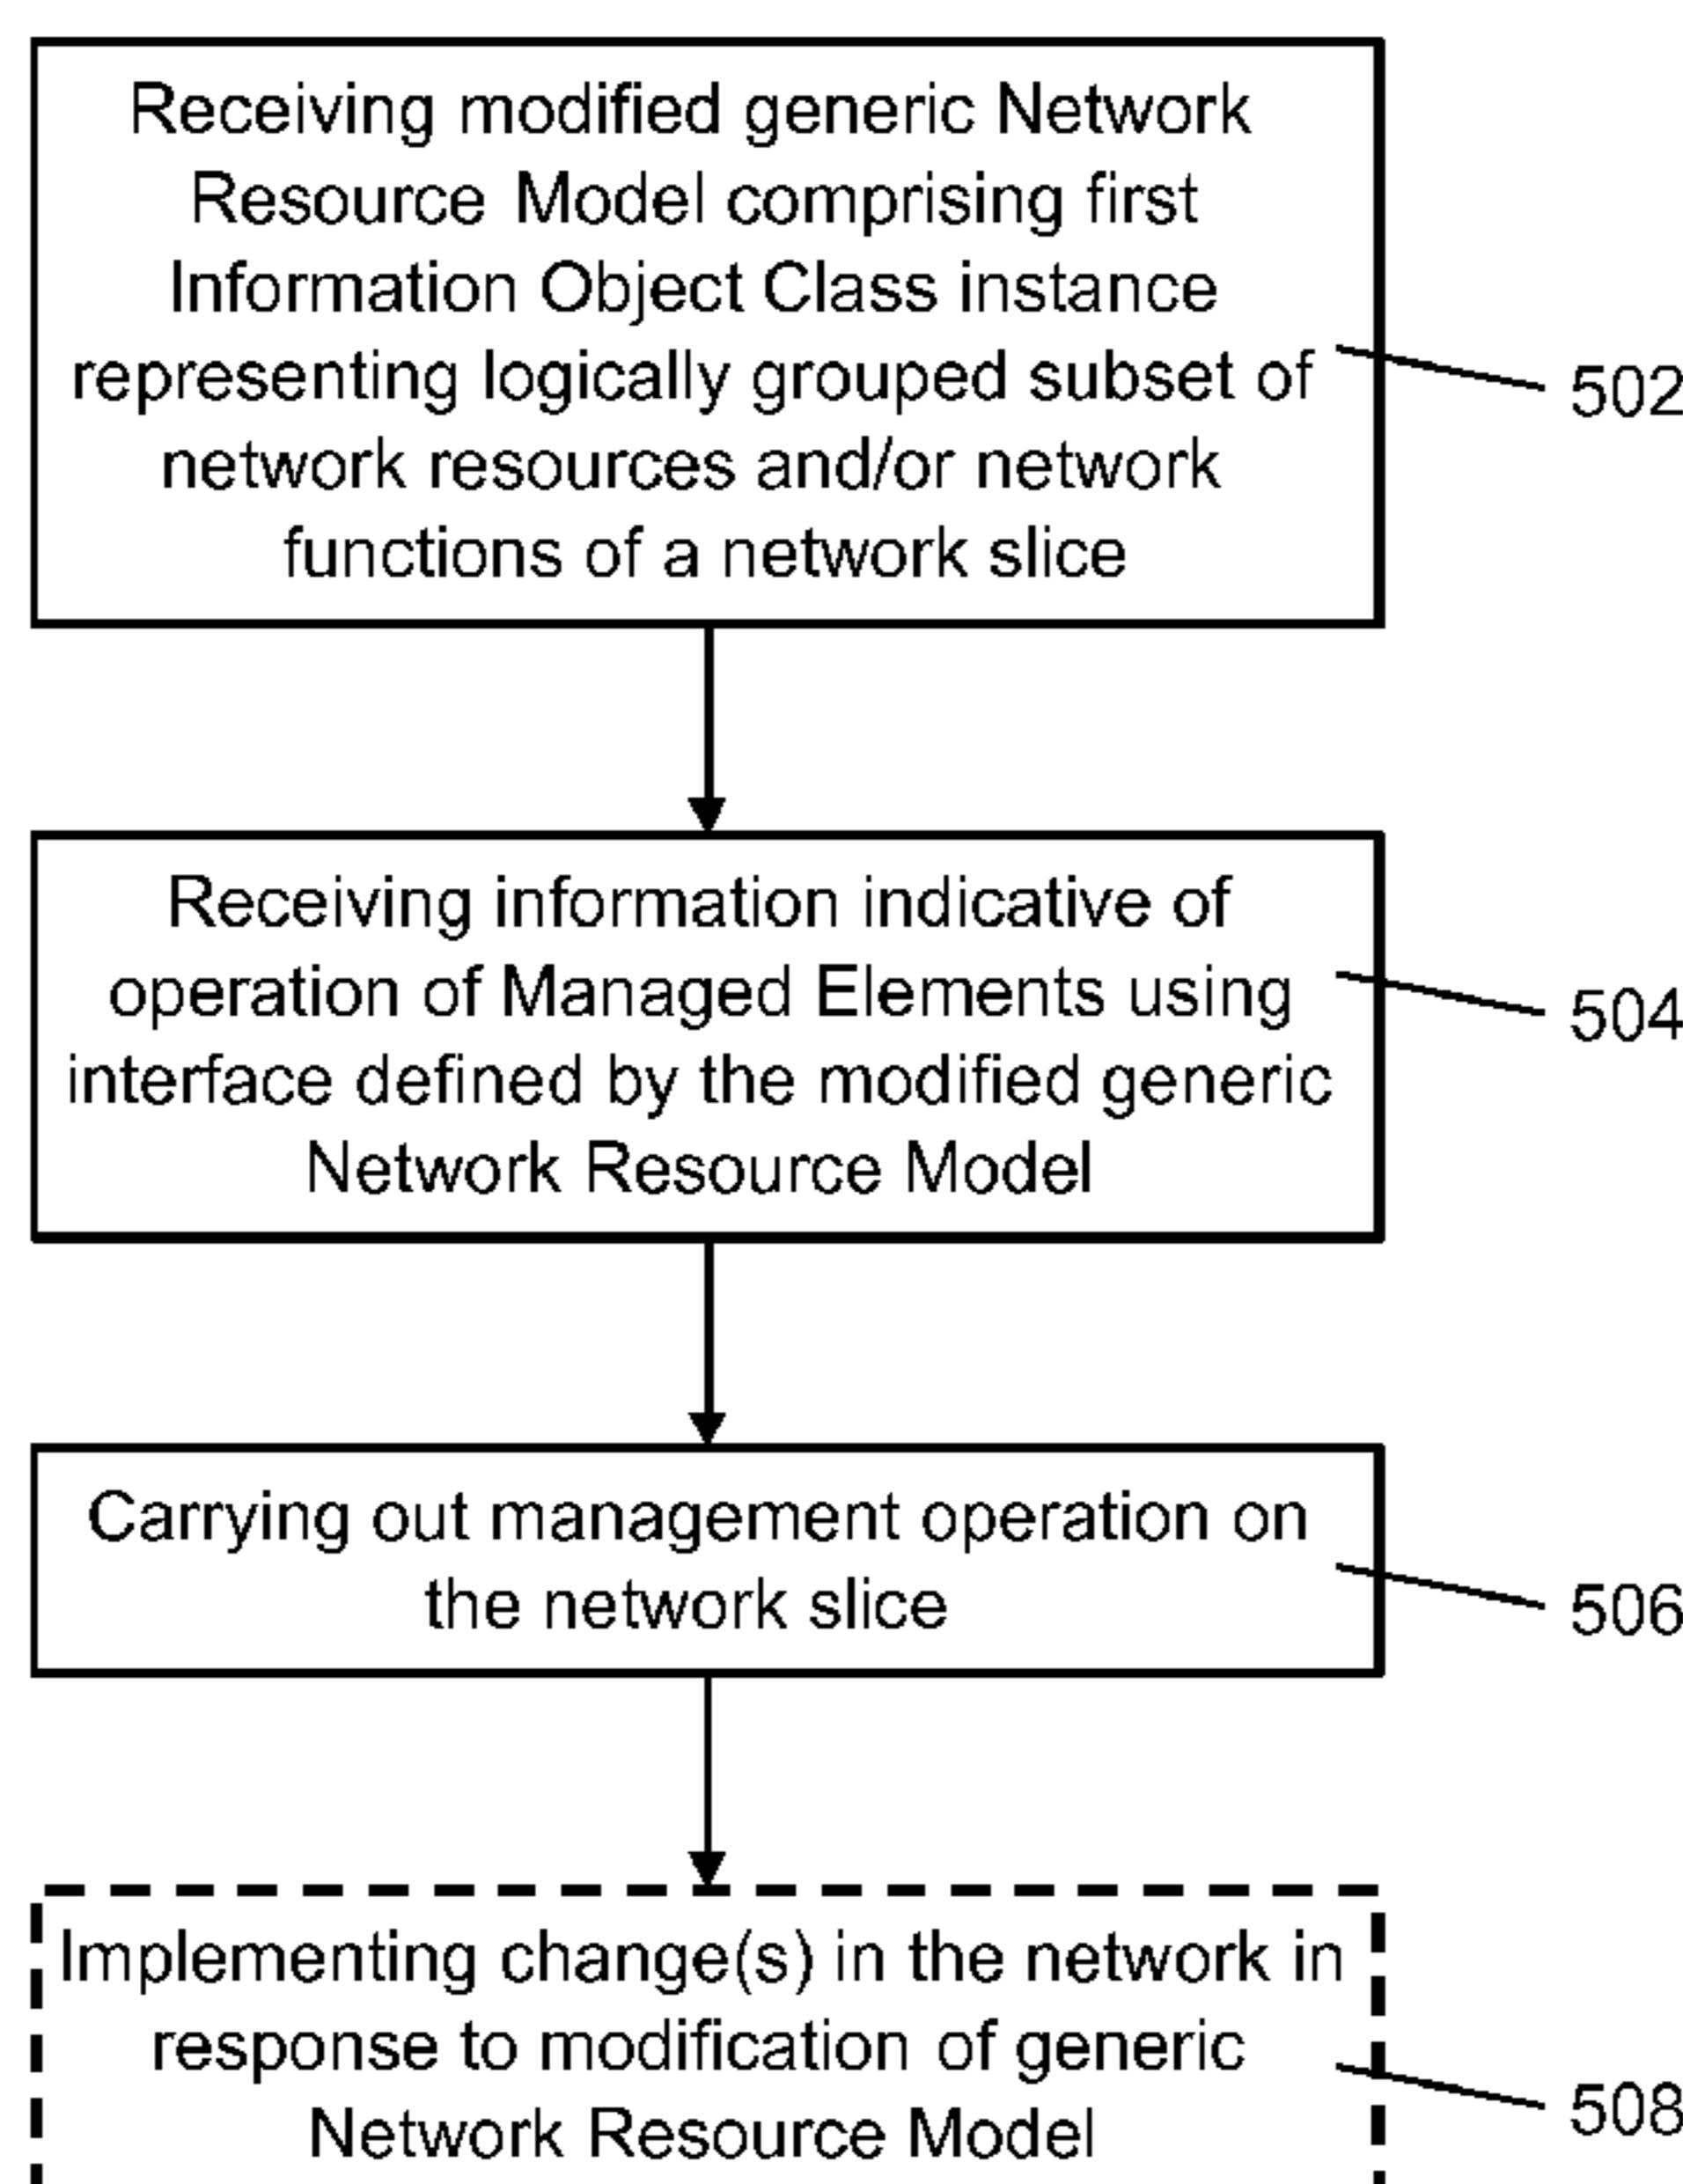 Receiving modified generic Network
Resource Model comprising first
Information Object Class instance
representing logically grouped subset of
network resources and/or network
functions of a network slice
502
Receiving information indicative of
operation of Managed Elements using
interface defined by the modified generic
Network Resource Model
504
Carrying out management operation on
the network slice
506
Implementing change(s) in the network in
response to modification of generic
Network Resource Model
508